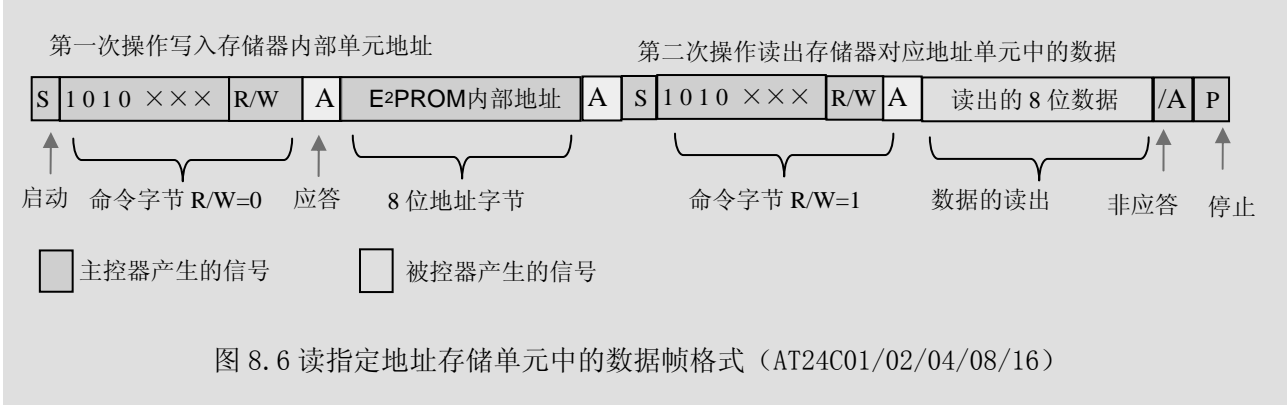 第一次操作写入存储器内部单元地址 第二次操作读出存储器对应地址单元中的数据
S 1010 ××× R/W A E2PROM内部地址 A S 1010 ××× R/W A 读出的 8 位数据 /A P
启动 命令字节 R/W=0 应答 8 位地址字节 命令字节 R/W=1 数据的读出 非应答 停止
主控器产生的信号 被控器产生的信号
图 8.6 读指定地址存储单元中的数据帧格式（AT24C01/02/04/08/16）